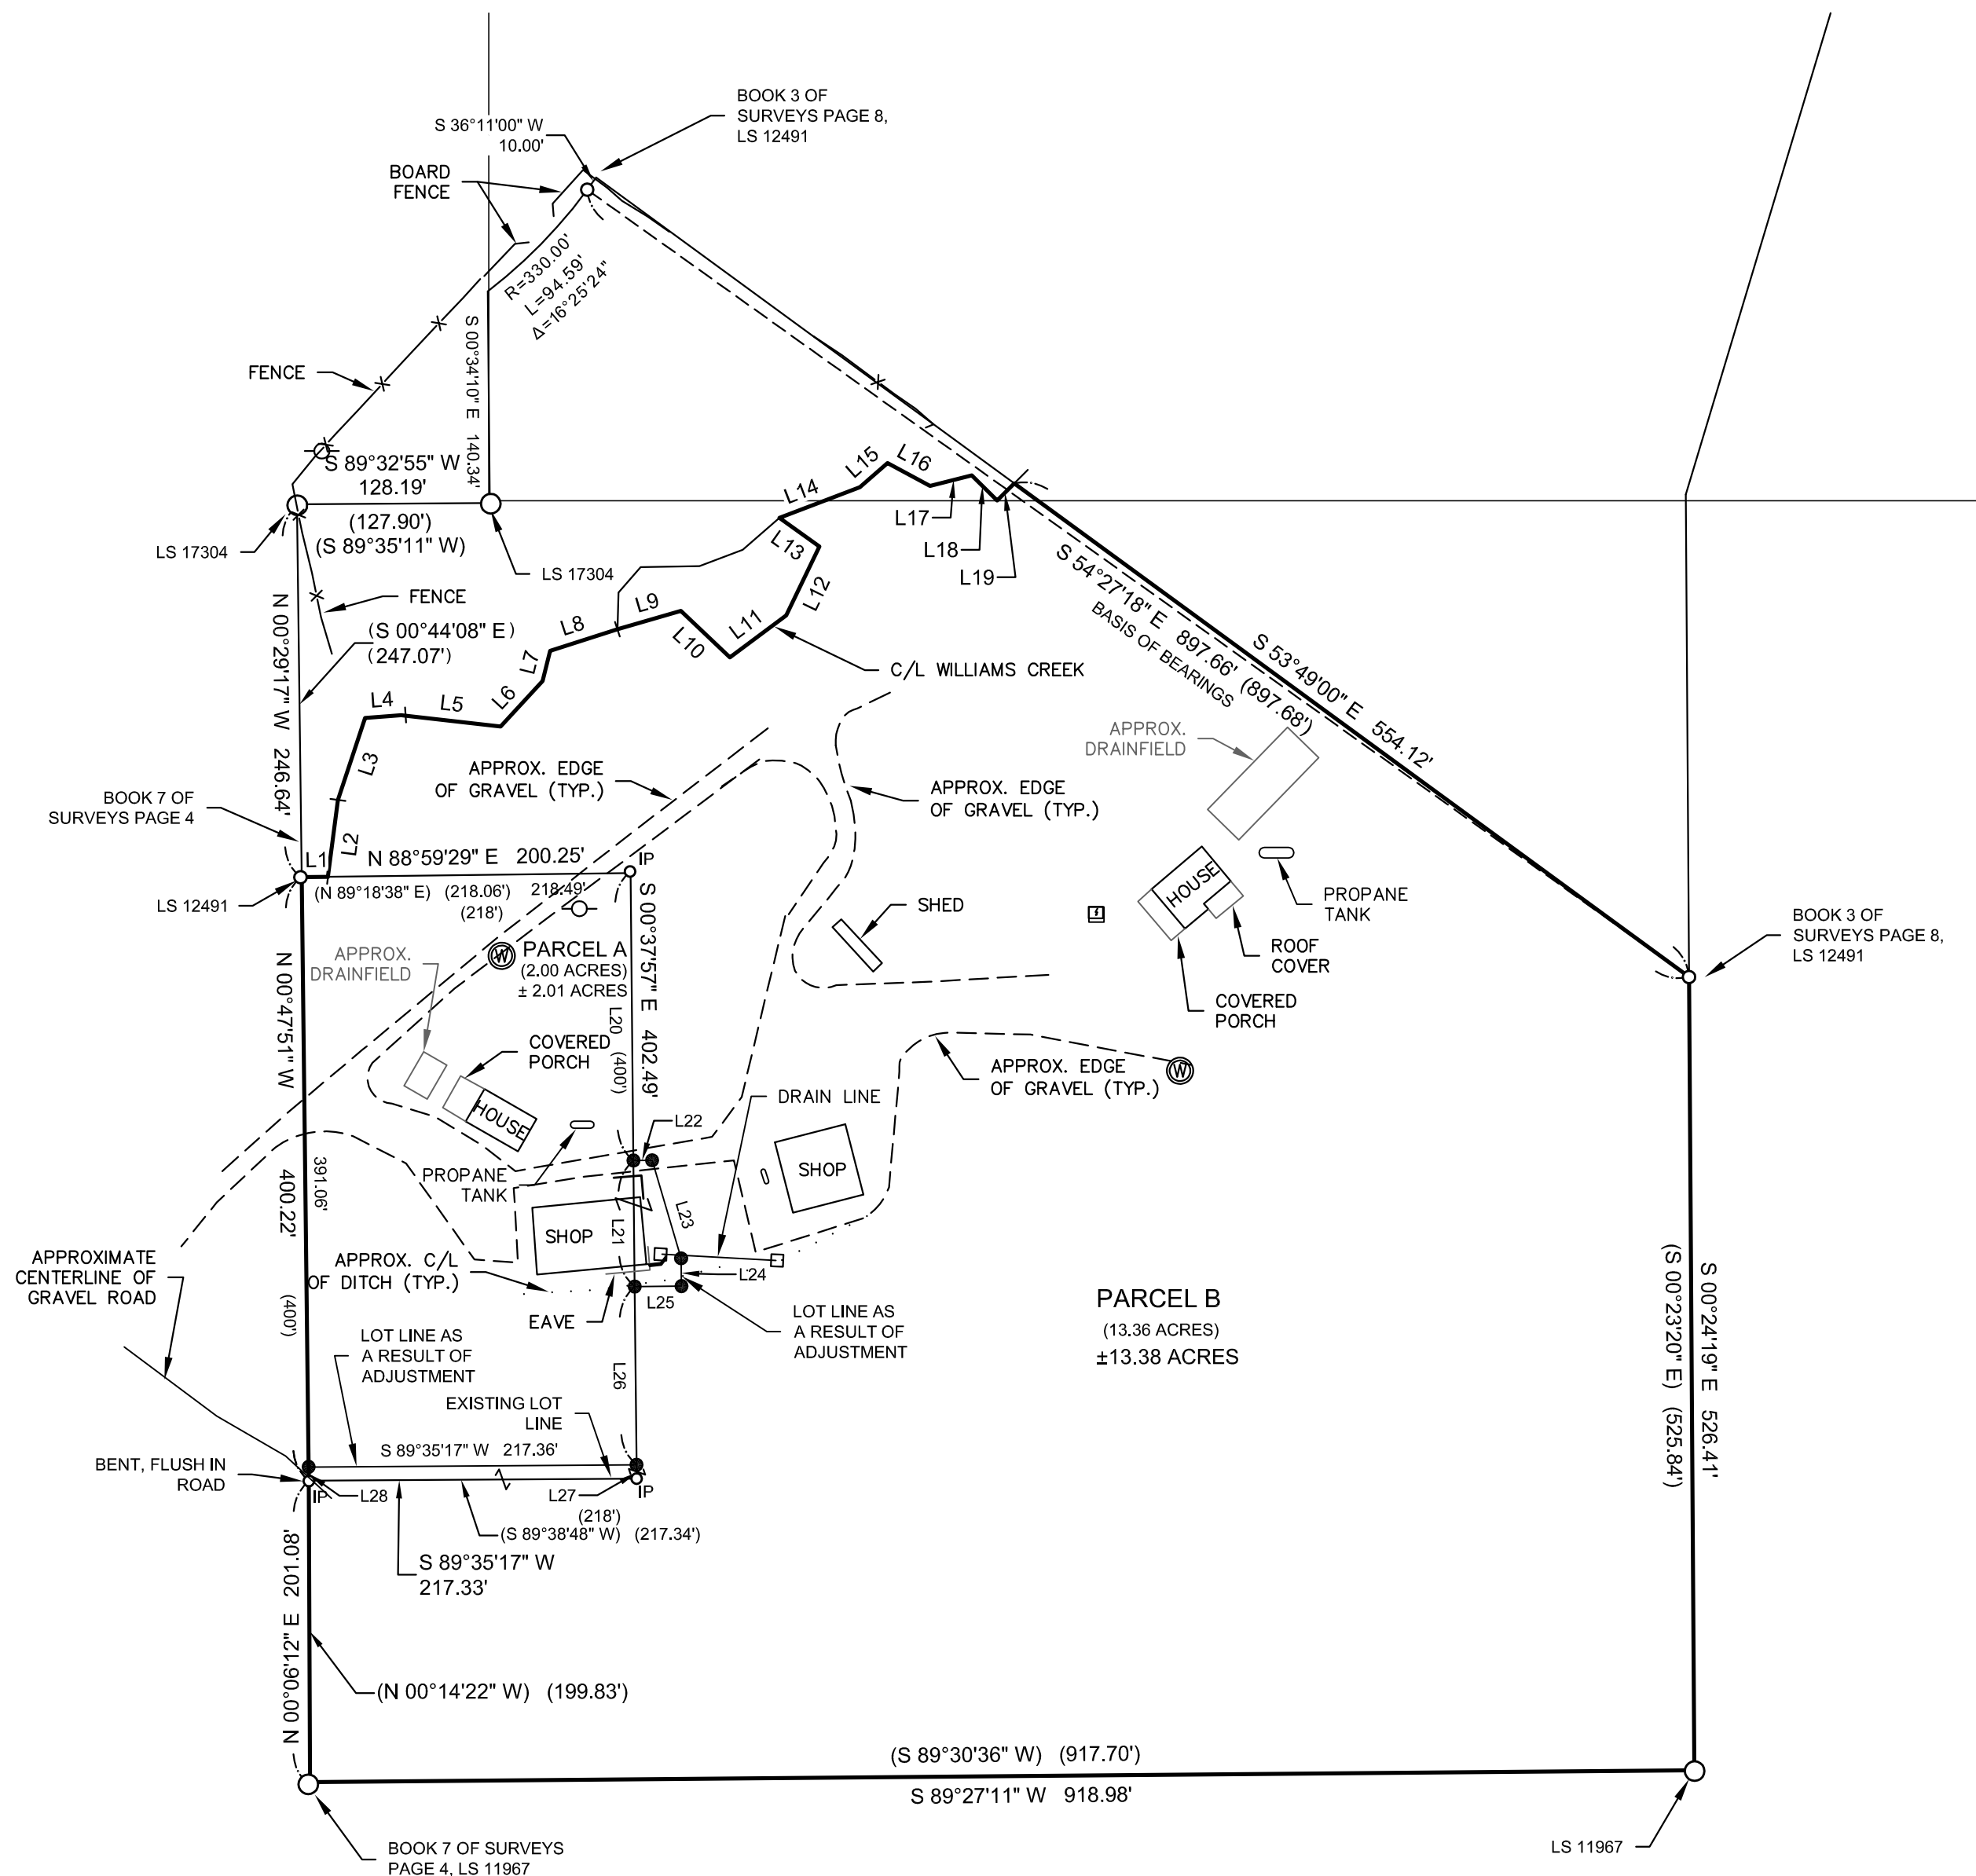 BOOK 3 OF
SURVEYS PAGE 8,
LS 12491
S 36°11'00" W
10.00'
BOARD
FENCE
R=330.00'
L=94.59'
Δ=16°25'24"
S 00°34'10" E 140.34'
FENCE
S 89°32'55" W
128.19'
(127.90')
(S 89°35'11" W)
LS 17304
LS 17304
FENCE
(S 00°44'08" E)
(247.07')
N 00°29'17" W 246.64'
L14
L15
L16
L17
L18
L19
L13
L12
L11
L10
L9
L8
L7
L6
L5
L4
L3
L2
L1
C/L WILLIAMS CREEK
S 54°27'18" E 897.66' (897.68')
BASIS OF BEARINGS
S 53°49'00" E 554.12'
APPROX.
DRAINFIELD
APPROX. EDGE
OF GRAVEL (TYP.)
APPROX. EDGE
OF GRAVEL (TYP.)
BOOK 7 OF
SURVEYS PAGE 4
N 88°59'29" E 200.25'
IP
(N 89°18'38" E) (218.06') 218.49'
(218')
LS 12491
HOUSE
PROPANE
TANK
SHED
ROOF
COVER
COVERED
PORCH
BOOK 3 OF
SURVEYS PAGE 8,
LS 12491
W
PARCEL A
(2.00 ACRES)
± 2.01 ACRES
APPROX.
DRAINFIELD
S 00°37'57" E 402.49'
L20 (400')
N 00°47'51" W 400.22'
391.06'
(400')
COVERED
PORCH
HOUSE
APPROX. EDGE
OF GRAVEL (TYP.)
W
DRAIN LINE
L22
PROPANE
TANK
SHOP
SHOP
L23
L21
APPROX. C/L
OF DITCH (TYP.)
L24
L25
EAVE
LOT LINE AS
A RESULT OF
ADJUSTMENT
APPROXIMATE
CENTERLINE OF
GRAVEL ROAD
PARCEL B
(13.36 ACRES)
±13.38 ACRES
(S 00°23'20" E) (525.84')
S 00°24'19" E 526.41'
LOT LINE AS
A RESULT OF
ADJUSTMENT
L26
EXISTING LOT
LINE
S 89°35'17" W 217.36'
BENT, FLUSH IN
ROAD
IP
L28
L27
IP
(218')
(S 89°38'48" W) (217.34')
S 89°35'17" W
217.33'
N 00°06'12" E 201.08'
(N 00°14'22" W) (199.83')
(S 89°30'36" W) (917.70')
S 89°27'11" W 918.98'
BOOK 7 OF SURVEYS
PAGE 4, LS 11967
LS 11967